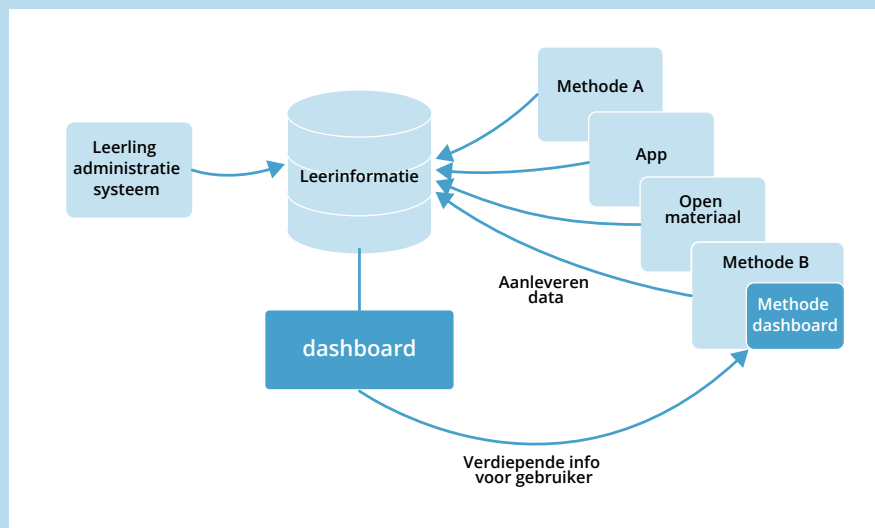 Methode A
App
Leerling
administratie
systeem
Leerinformatie
Open
materiaal
Methode B
Aanleveren
data
Methode
dashboard
dashboard
Verdiepende info
voor gebruiker